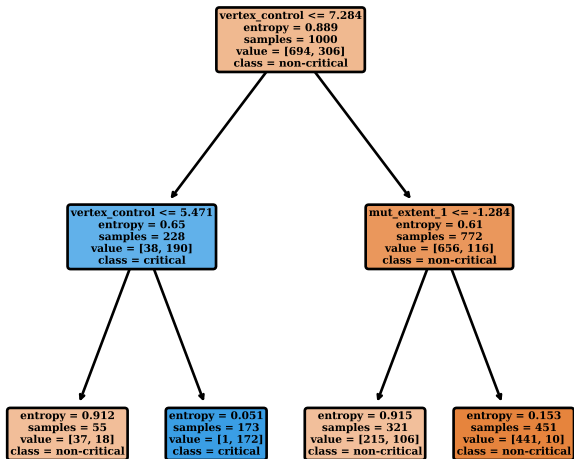 vertex_control <= 7.284
entropy = 0.889
samples = 1000
value = [694, 306]
class = non-critical
vertex_control <= 5.471
entropy = 0.65
samples = 228
value = [38, 190]
class = critical
mut_extent_1 <= -1.284
entropy = 0.61
samples = 772
value = [656, 116]
class = non-critical
entropy = 0.912
samples = 55
value = [37, 18]
class = non-critical
entropy = 0.051
samples = 173
value = [1, 172]
class = critical
entropy = 0.915
samples = 321
value = [215, 106]
class = non-critical
entropy = 0.153
samples = 451
value = [441, 10]
class = non-critical